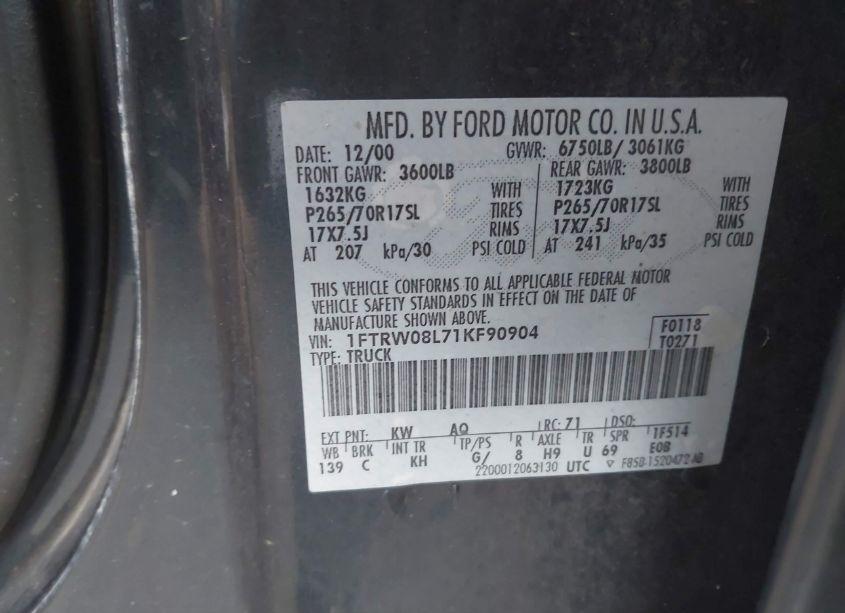 MFD. BY FORD MOTOR CO. IN U.S.A.
DATE: 12/00 GVWR: 6750LB/ 3061KG
FRONT GAWR: 3600LB REAR GAWR: 3800LB
1632KG WITH 1723KG WITH
P265/70R17SL TIRES P265/70R17SL TIRES
17X7.5J RIMS 17X7.5J RIMS
AT 207 kPa/30 PSI COLD AT 241 kPa/35 PSI COLD
THIS VEHICLE CONFORMS TO ALL APPLICABLE FEDERAL MOTOR
VEHICLE SAFETY STANDARDS IN EFFECT ON THE DATE OF
MANUFACTURE SHOWN ABOVE.
VIN: 1FTRW08L71KF90904 F0118
TYPE: TRUCK T0271
EXT PNT: KW AQ RC: 71 DSO:
WB BRK INT TR TP/PS R AXLE TR SPR 1F514
139 C KH G/ 8 H9 U 69 E0B
2200012063130 UTC ▽ F85B-1520472-AB